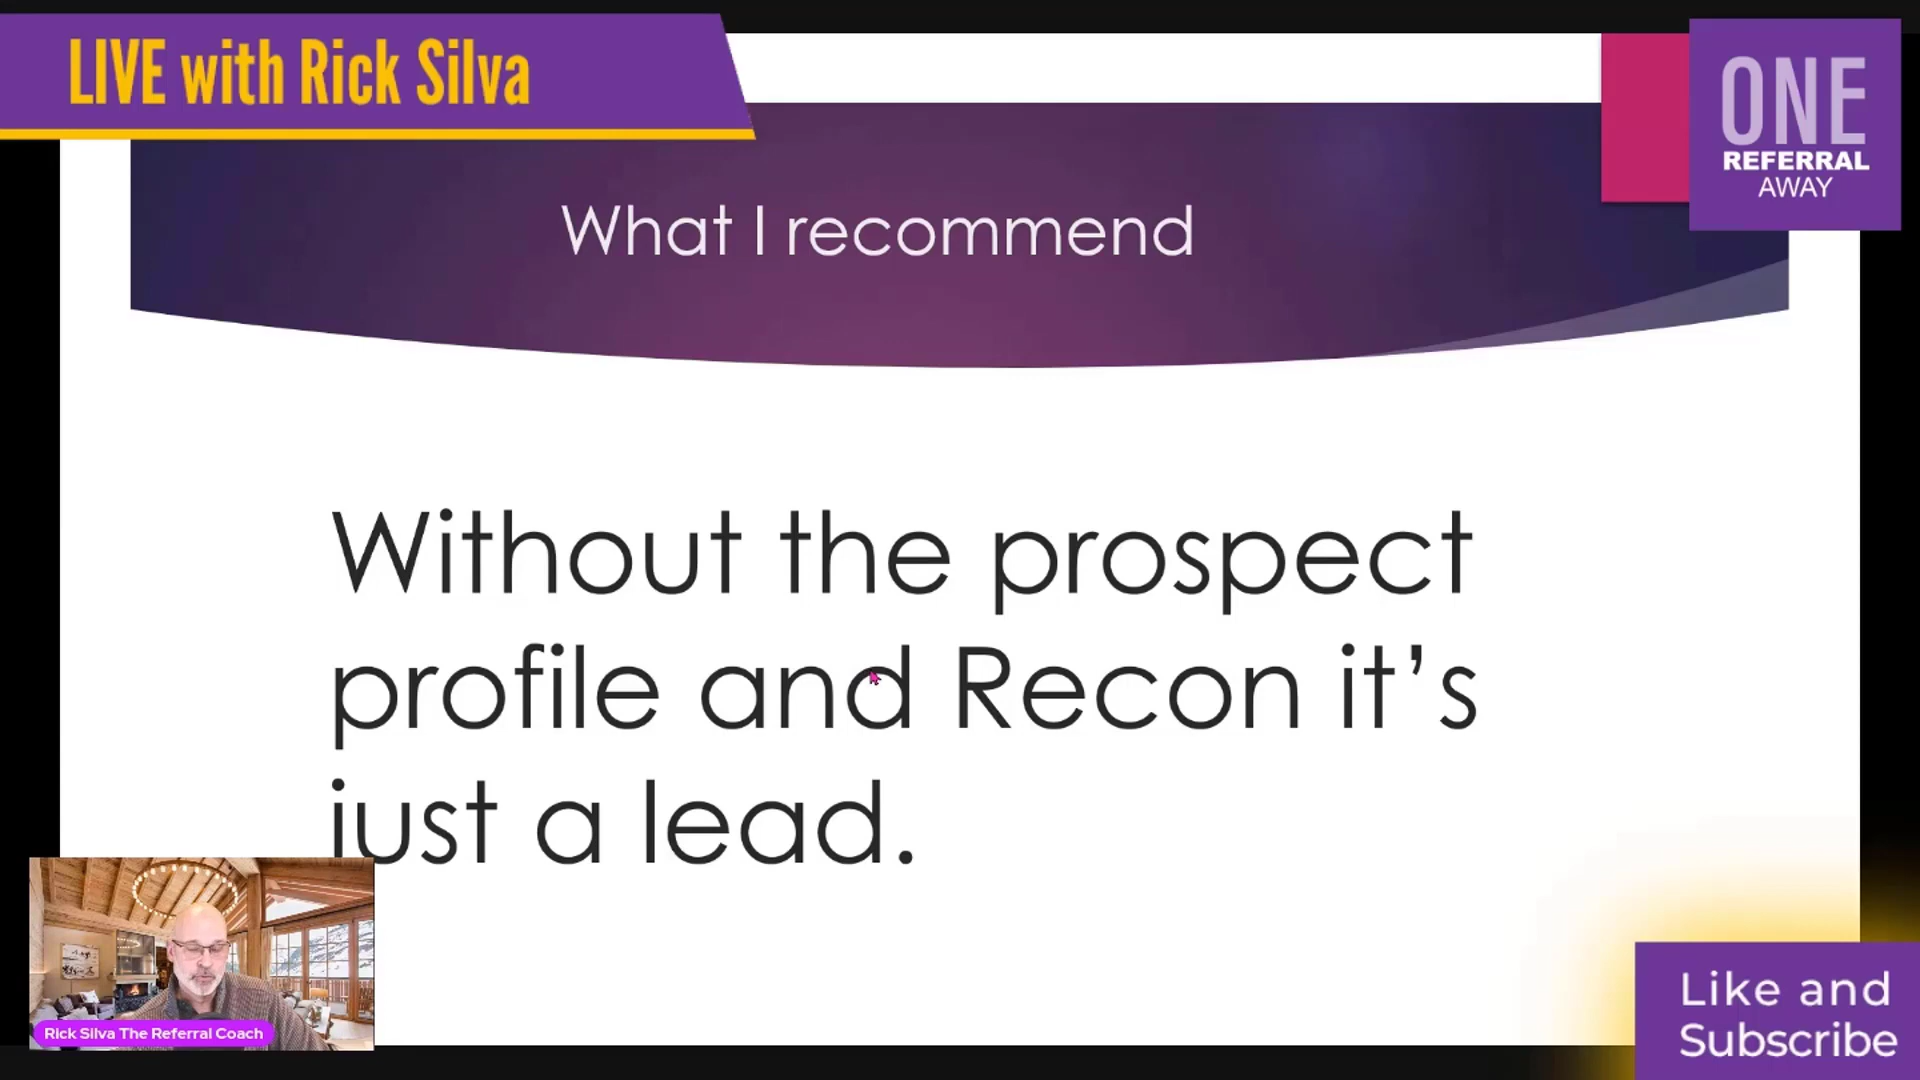 LIVE with Rick Silva
ONE
REFERRAL
AWAY
What I recommend
Without the prospect
profile and Recon it’s
just a lead.
Rick Silva The Referral Coach
Like and
Subscribe